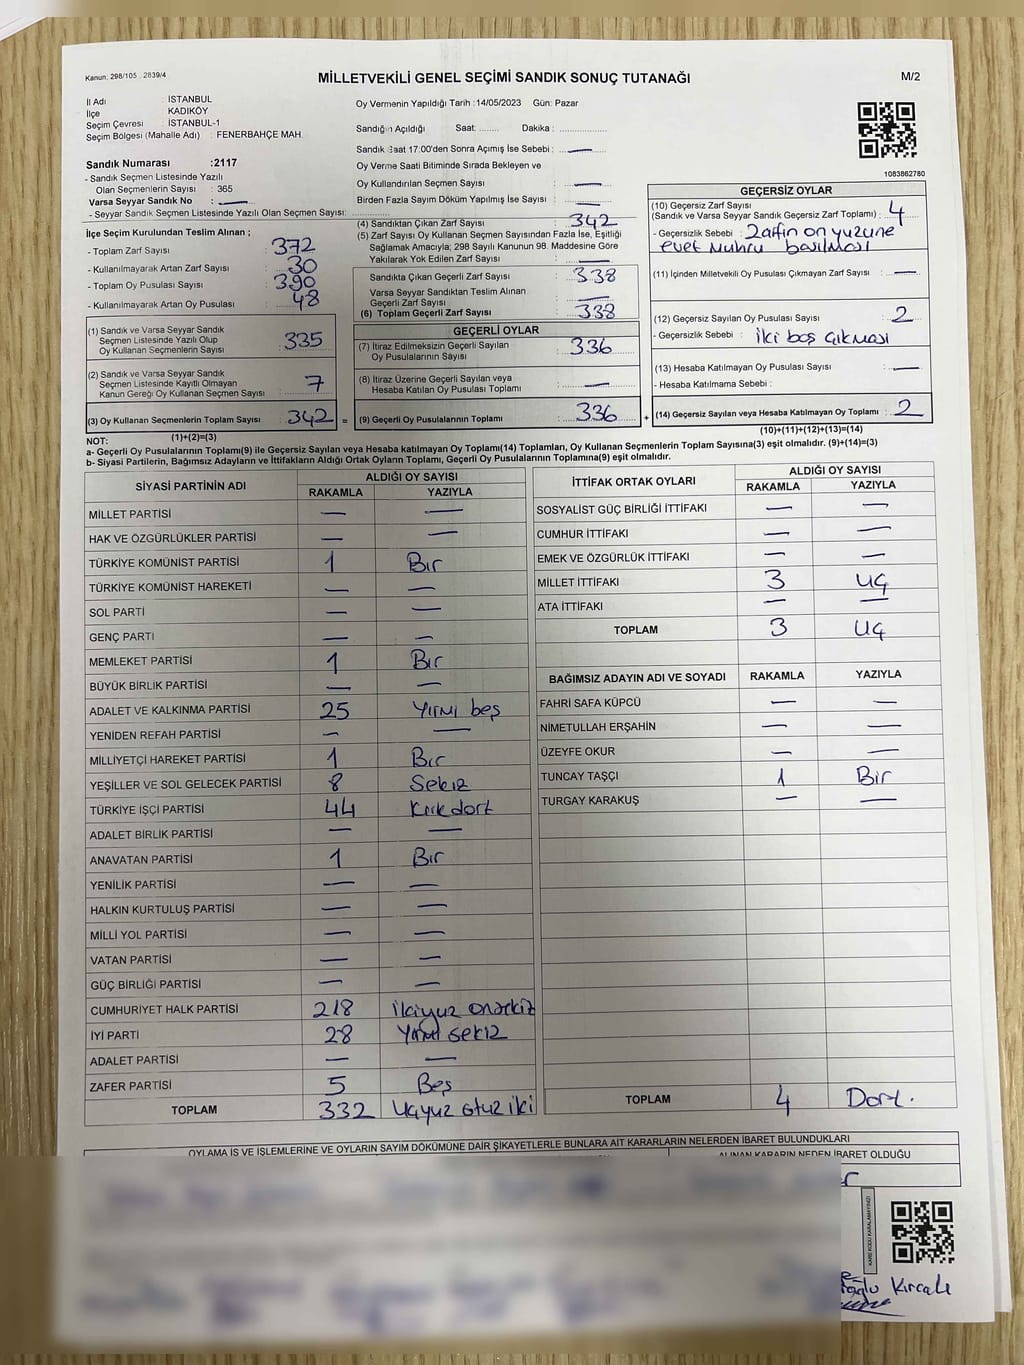 Kanun: 298/105 . 2839/4
MİLLETVEKİLİ GENEL SEÇİMİ SANDIK SONUÇ TUTANAĞI
M/2
İl Adı : İSTANBUL
İlçe : KADIKÖY
Seçim Çevresi : İSTANBUL-1
Seçim Bölgesi (Mahalle Adı) : FENERBAHÇE MAH.
Sandık Numarası :2117
- Sandık Seçmen Listesinde Yazılı
Olan Seçmenlerin Sayısı : 365
Varsa Seyyar Sandık No : —
- Seyyar Sandık Seçmen Listesinde Yazılı Olan Seçmen Sayısı:
Oy Vermenin Yapıldığı Tarih :14/05/2023 Gün: Pazar
Sandığın Açıldığı Saat: ........ Dakika : ..................
Sandık Saat 17:00'den Sonra Açımış İse Sebebi : —
Oy Verme Saati Bitiminde Sırada Bekleyen ve
Oy Kullandırılan Seçmen Sayısı : —
Birden Fazla Sayım Döküm Yapılmış İse Sayısı : —
1083862780
İlçe Seçim Kurulundan Teslim Alınan ;
- Toplam Zarf Sayısı : 372
- Kullanılmayarak Artan Zarf Sayısı : 30
- Toplam Oy Pusulası Sayısı : 390
- Kullanılmayarak Artan Oy Pusulası : 48
(1) Sandık ve Varsa Seyyar Sandık
Seçmen Listesinde Yazılı Olup
Oy Kullanan Seçmenlerin Sayısı : 335
(2) Sandık ve Varsa Seyyar Sandık
Seçmen Listesinde Kayıtlı Olmayan
Kanun Gereği Oy Kullanan Seçmen Sayısı : 7
(3) Oy Kullanan Seçmenlerin Toplam Sayısı : 342 =
(1)+(2)=(3)
(4) Sandıktan Çıkan Zarf Sayısı : 342
(5) Zarf Sayısı Oy Kullanan Seçmen Sayısından Fazla İse, Eşitliği
Sağlamak Amacıyla; 298 Sayılı Kanunun 98. Maddesine Göre
Yakılarak Yok Edilen Zarf Sayısı : —
Sandıkta Çıkan Geçerli Zarf Sayısı : 338
Varsa Seyyar Sandıktan Teslim Alınan
Geçerli Zarf Sayısı : —
(6) Toplam Geçerli Zarf Sayısı : 338
GEÇERLİ OYLAR
(7) İtiraz Edilmeksizin Geçerli Sayılan
Oy Pusulalarının Sayısı : 336
(8) İtiraz Üzerine Geçerli Sayılan veya
Hesaba Katılan Oy Pusulası Toplamı : —
(9) Geçerli Oy Pusulalarının Toplamı : 336 +
GEÇERSİZ OYLAR
(10) Geçersiz Zarf Sayısı
(Sandık ve Varsa Seyyar Sandık Geçersiz Zarf Toplamı) : 4
- Geçersizlik Sebebi : Zarfın ön yüzüne
evet mührü basılması
(11) İçinden Milletvekili Oy Pusulası Çıkmayan Zarf Sayısı : —
(12) Geçersiz Sayılan Oy Pusulası Sayısı : 2
- Geçersizlik Sebebi : iki boş çıkması
(13) Hesaba Katılmayan Oy Pusulası Sayısı : —
- Hesaba Katılmama Sebebi :
(14) Geçersiz Sayılan veya Hesaba Katılmayan Oy Toplamı : 2
(10)+(11)+(12)+(13)=(14)
NOT:
a- Geçerli Oy Pusulaları Toplamı(9) ile Geçersiz Sayılan veya Hesaba katılmayan Oy Toplamı(14) Toplamları, Oy Kullanan Seçmenlerin Toplam Sayısına(3) eşit olmalıdır. (9)+(14)=(3)
b- Siyasi Partilerin, Bağımsız Adayların ve İttifakların Aldığı Ortak Oyların Toplamı, Geçerli Oy Pusulalarının Toplamına(9) eşit olmalıdır.
SİYASİ PARTİNİN ADI ALDIĞI OY SAYISI
RAKAMLA YAZIYLA
MİLLET PARTİSİ — —
HAK VE ÖZGÜRLÜKLER PARTİSİ — —
TÜRKİYE KOMÜNİST PARTİSİ 1 Bir
TÜRKİYE KOMÜNİST HAREKETİ — —
SOL PARTİ — —
GENÇ PARTİ — —
MEMLEKET PARTİSİ 1 Bir
BÜYÜK BİRLİK PARTİSİ — —
ADALET VE KALKINMA PARTİSİ 25 Yirmi beş
YENİDEN REFAH PARTİSİ — —
MİLLİYETÇİ HAREKET PARTİSİ 1 Bir
YEŞİLLER VE SOL GELECEK PARTİSİ 8 Sekiz
TÜRKİYE İŞÇİ PARTİSİ 44 Kırkdört
ADALET BİRLİK PARTİSİ — —
ANAVATAN PARTİSİ 1 Bir
YENİLİK PARTİSİ — —
HALKIN KURTULUŞ PARTİSİ — —
MİLLİ YOL PARTİSİ — —
VATAN PARTİSİ — —
GÜÇ BİRLİĞİ PARTİSİ — —
CUMHURİYET HALK PARTİSİ 218 ikiyüz onsekiz
İYİ PARTİ 28 Yirmi sekiz
ADALET PARTİSİ — —
ZAFER PARTİSİ 5 Beş
TOPLAM 332 Üçyüz otuz iki
İTTİFAK ORTAK OYLARI ALDIĞI OY SAYISI
RAKAMLA YAZIYLA
SOSYALİST GÜÇ BİRLİĞİ İTTİFAKI — —
CUMHUR İTTİFAKI — —
EMEK VE ÖZGÜRLÜK İTTİFAKI — —
MİLLET İTTİFAKI 3 Üç
ATA İTTİFAKI — —
TOPLAM 3 Üç
BAĞIMSIZ ADAYIN ADI VE SOYADI RAKAMLA YAZIYLA
FAHRİ SAFA KÜPCÜ — —
NİMETULLAH ERŞAHİN — —
ÜZEYFE OKUR — —
TUNCAY TAŞÇI 1 Bir
TURGAY KARAKUŞ — —
TOPLAM 4 Dört.
OYLAMA İŞ VE İŞLEMLERİNE VE OYLARIN SAYIM DÖKÜMÜNE DAİR ŞİKAYETLERLE BUNLARA AİT KARARLARIN NELERDEN İBARET BULUNDUKLARI
ALINAN KARARIN NEDEN İBARET OLDUĞU
KARE KODU KARALAMAYINIZ!
Kırcalı